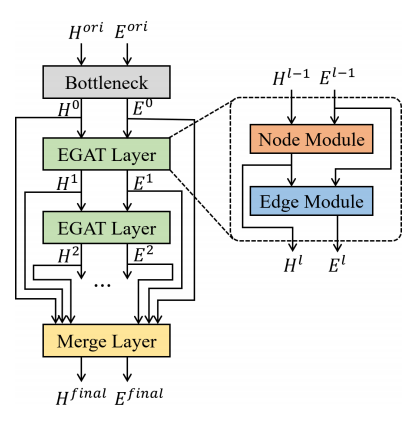 H^{ori} E^{ori}
Bottleneck
H^0 E^0
EGAT Layer
H^1 E^1
EGAT Layer
H^2 E^2
...
Merge Layer
H^{final} E^{final}
H^{l-1} E^{l-1}
Node Module
Edge Module
H^l E^l